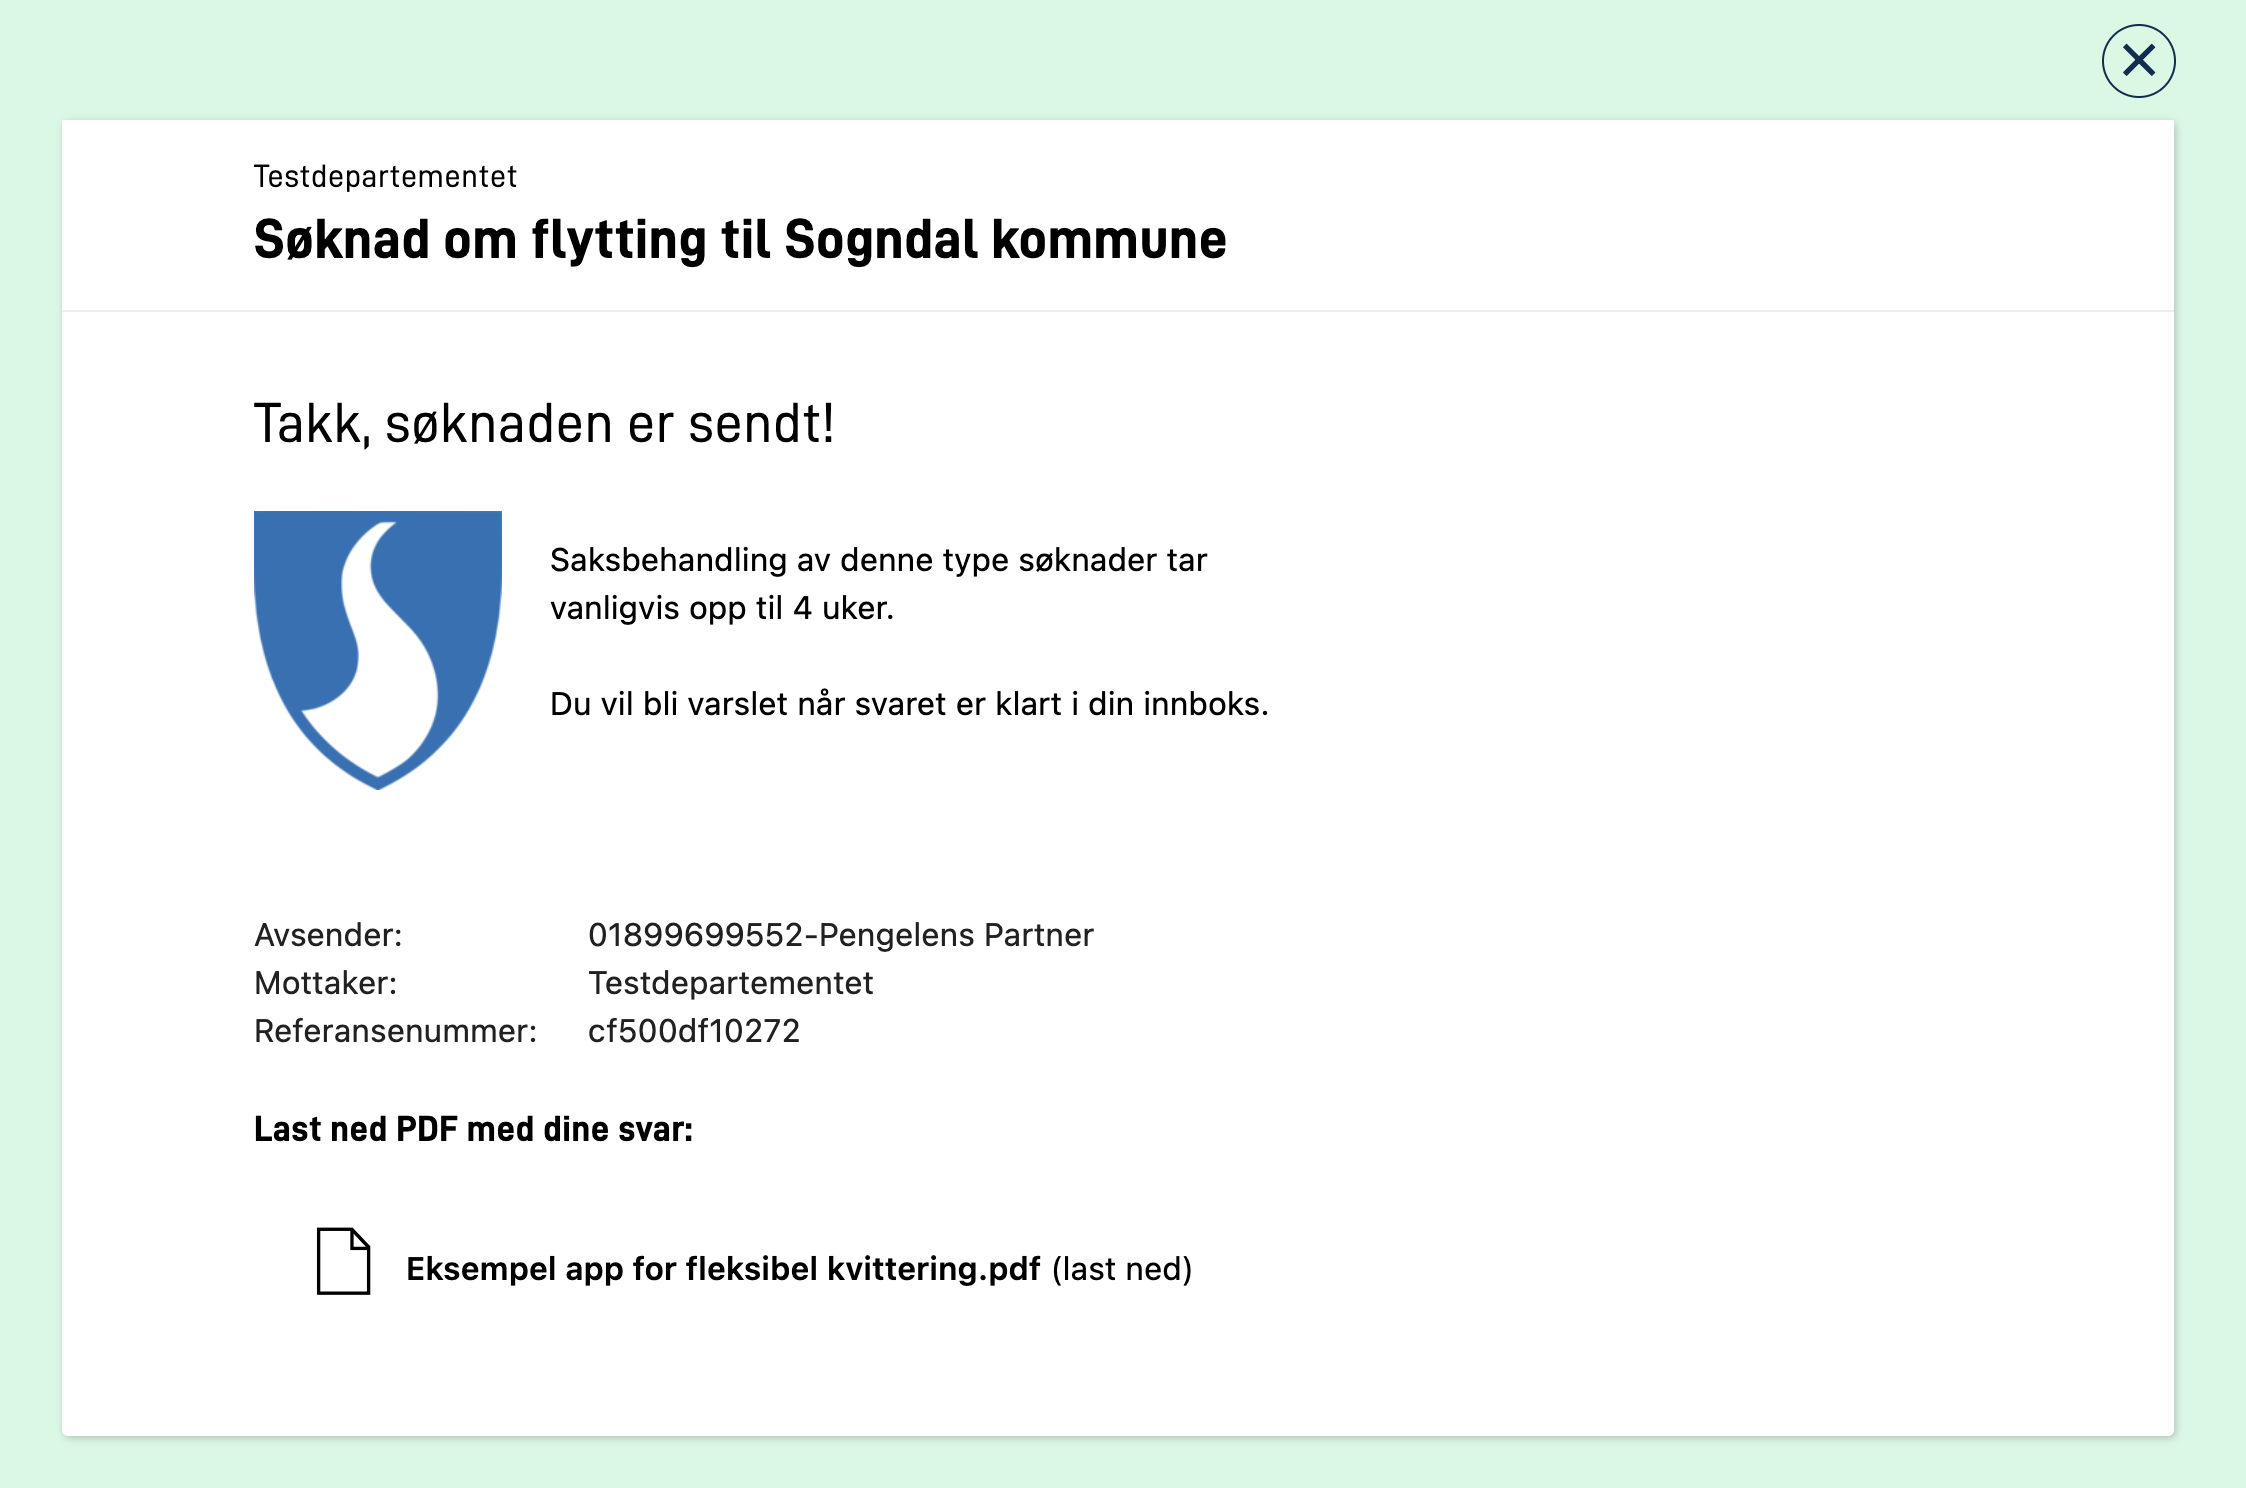 Testdepartementet
Søknad om flytting til Sogndal kommune
Takk, søknaden er sendt!
Saksbehandling av denne type søknader tar
vanligvis opp til 4 uker.
Du vil bli varslet når svaret er klart i din innboks.
Avsender: 01899699552-Pengelens Partner
Mottaker: Testdepartementet
Referansenummer: cf500df10272
Last ned PDF med dine svar:
Eksempel app for fleksibel kvittering.pdf (last ned)